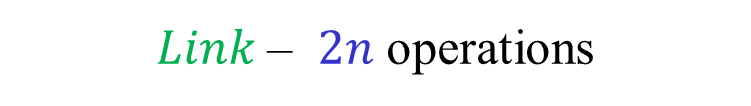 Link – 2n operations